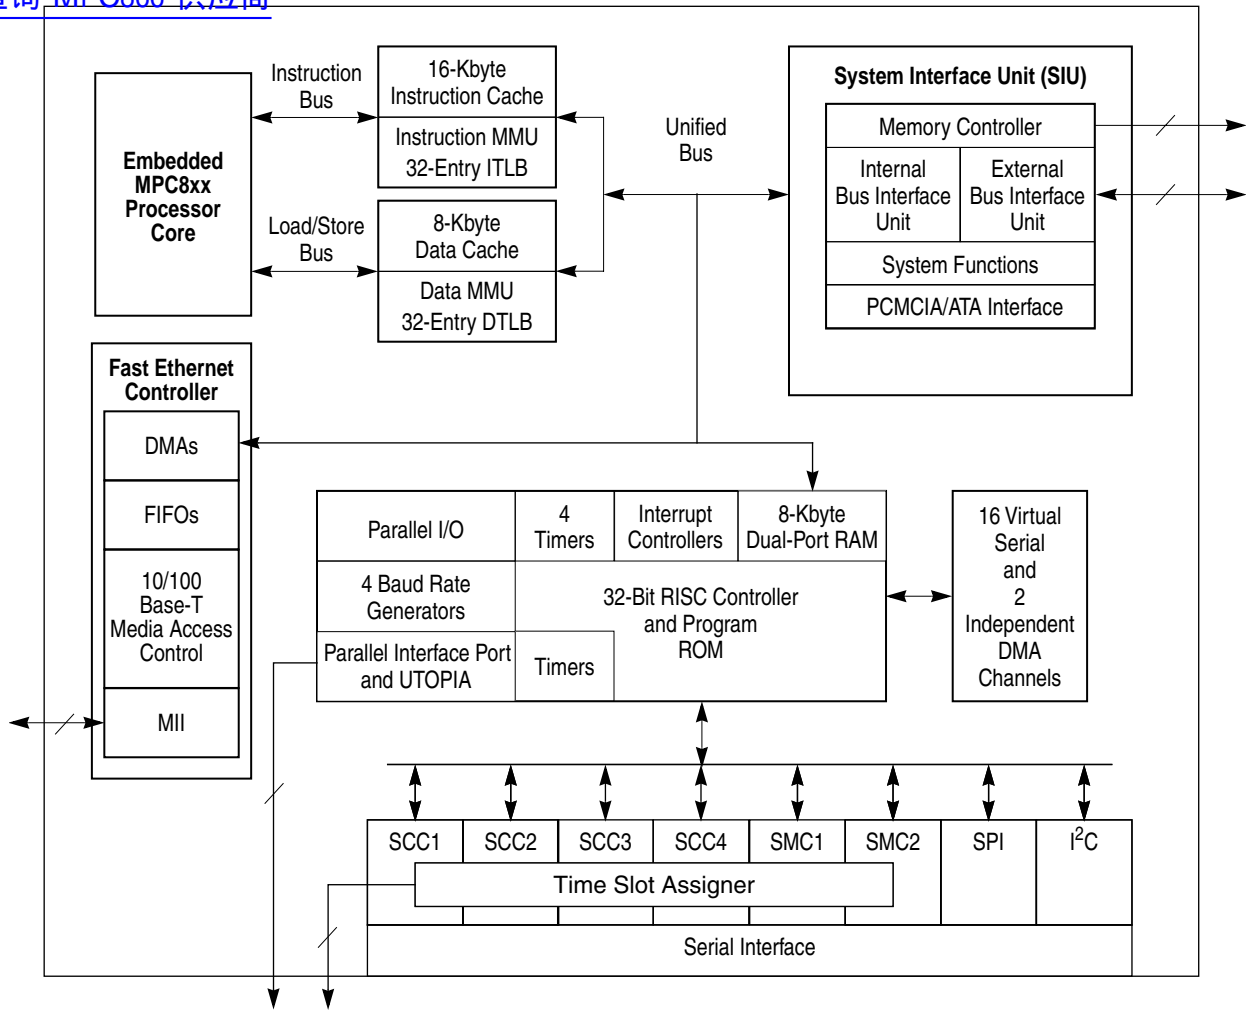 Instruction
Bus
16-Kbyte
Instruction Cache
Instruction MMU
32-Entry ITLB
Embedded
MPC8xx
Processor
Core
Load/Store
Bus
8-Kbyte
Data Cache
Data MMU
32-Entry DTLB
Unified
Bus
System Interface Unit (SIU)
Memory Controller
Internal
Bus Interface
Unit
External
Bus Interface
Unit
System Functions
PCMCIA/ATA Interface
Fast Ethernet
Controller
DMAs
FIFOs
10/100
Base-T
Media Access
Control
MII
Parallel I/O
4
Timers
Interrupt
Controllers
8-Kbyte
Dual-Port RAM
4 Baud Rate
Generators
32-Bit RISC Controller
and Program
ROM
Parallel Interface Port
and UTOPIA
Timers
16 Virtual
Serial
and
2
Independent
DMA
Channels
SCC1
SCC2
SCC3
SCC4
SMC1
SMC2
SPI
I²C
Time Slot Assigner
Serial Interface